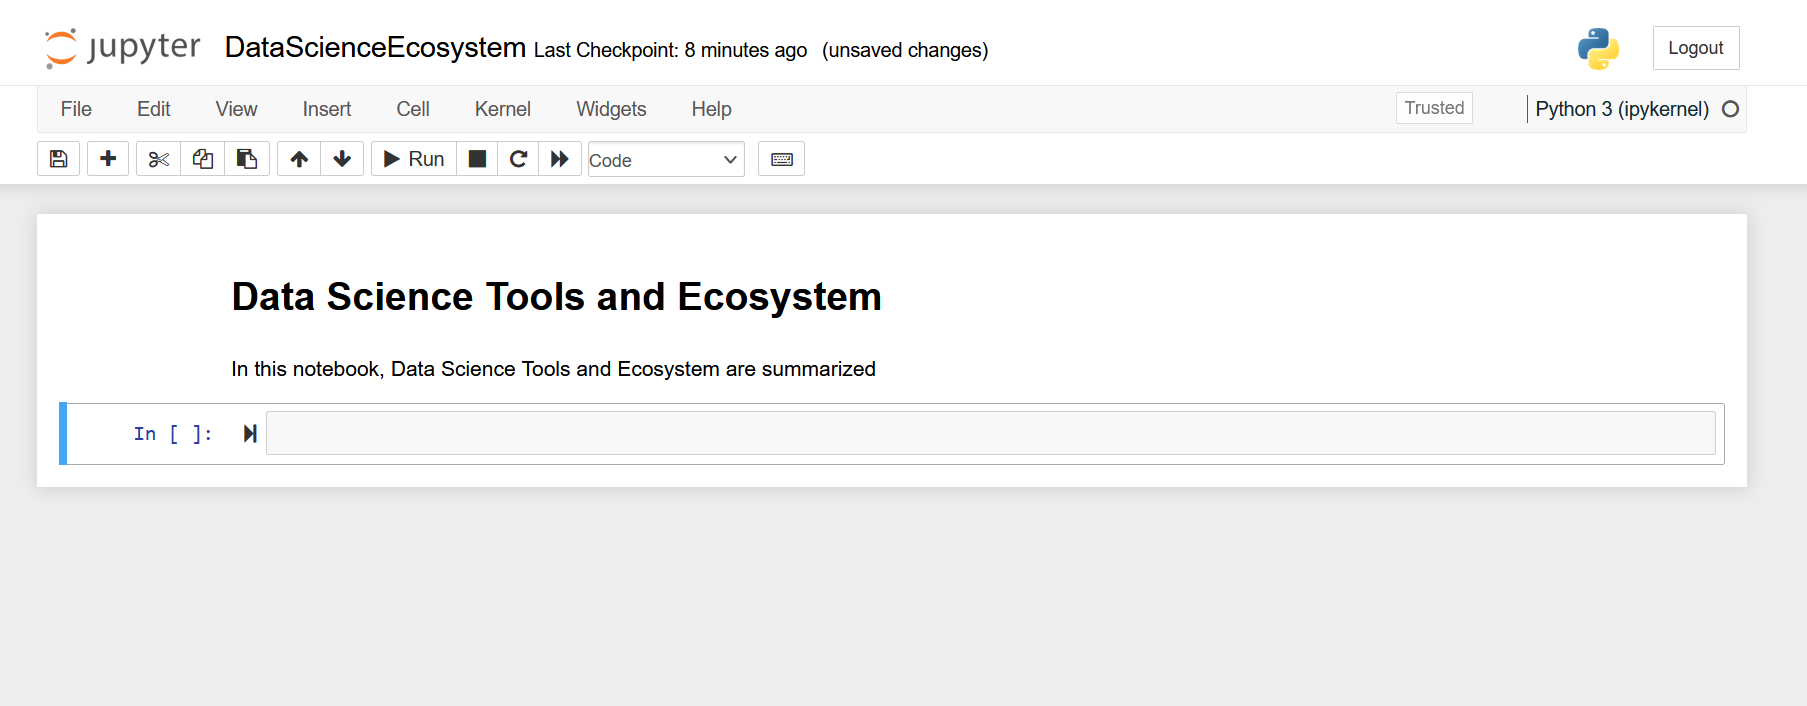 jupyter DataScienceEcosystem Last Checkpoint: 8 minutes ago (unsaved changes) Logout
File Edit View Insert Cell Kernel Widgets Help Trusted Python 3 (ipykernel)
Run Code
Data Science Tools and Ecosystem
In this notebook, Data Science Tools and Ecosystem are summarized
In [ ]: